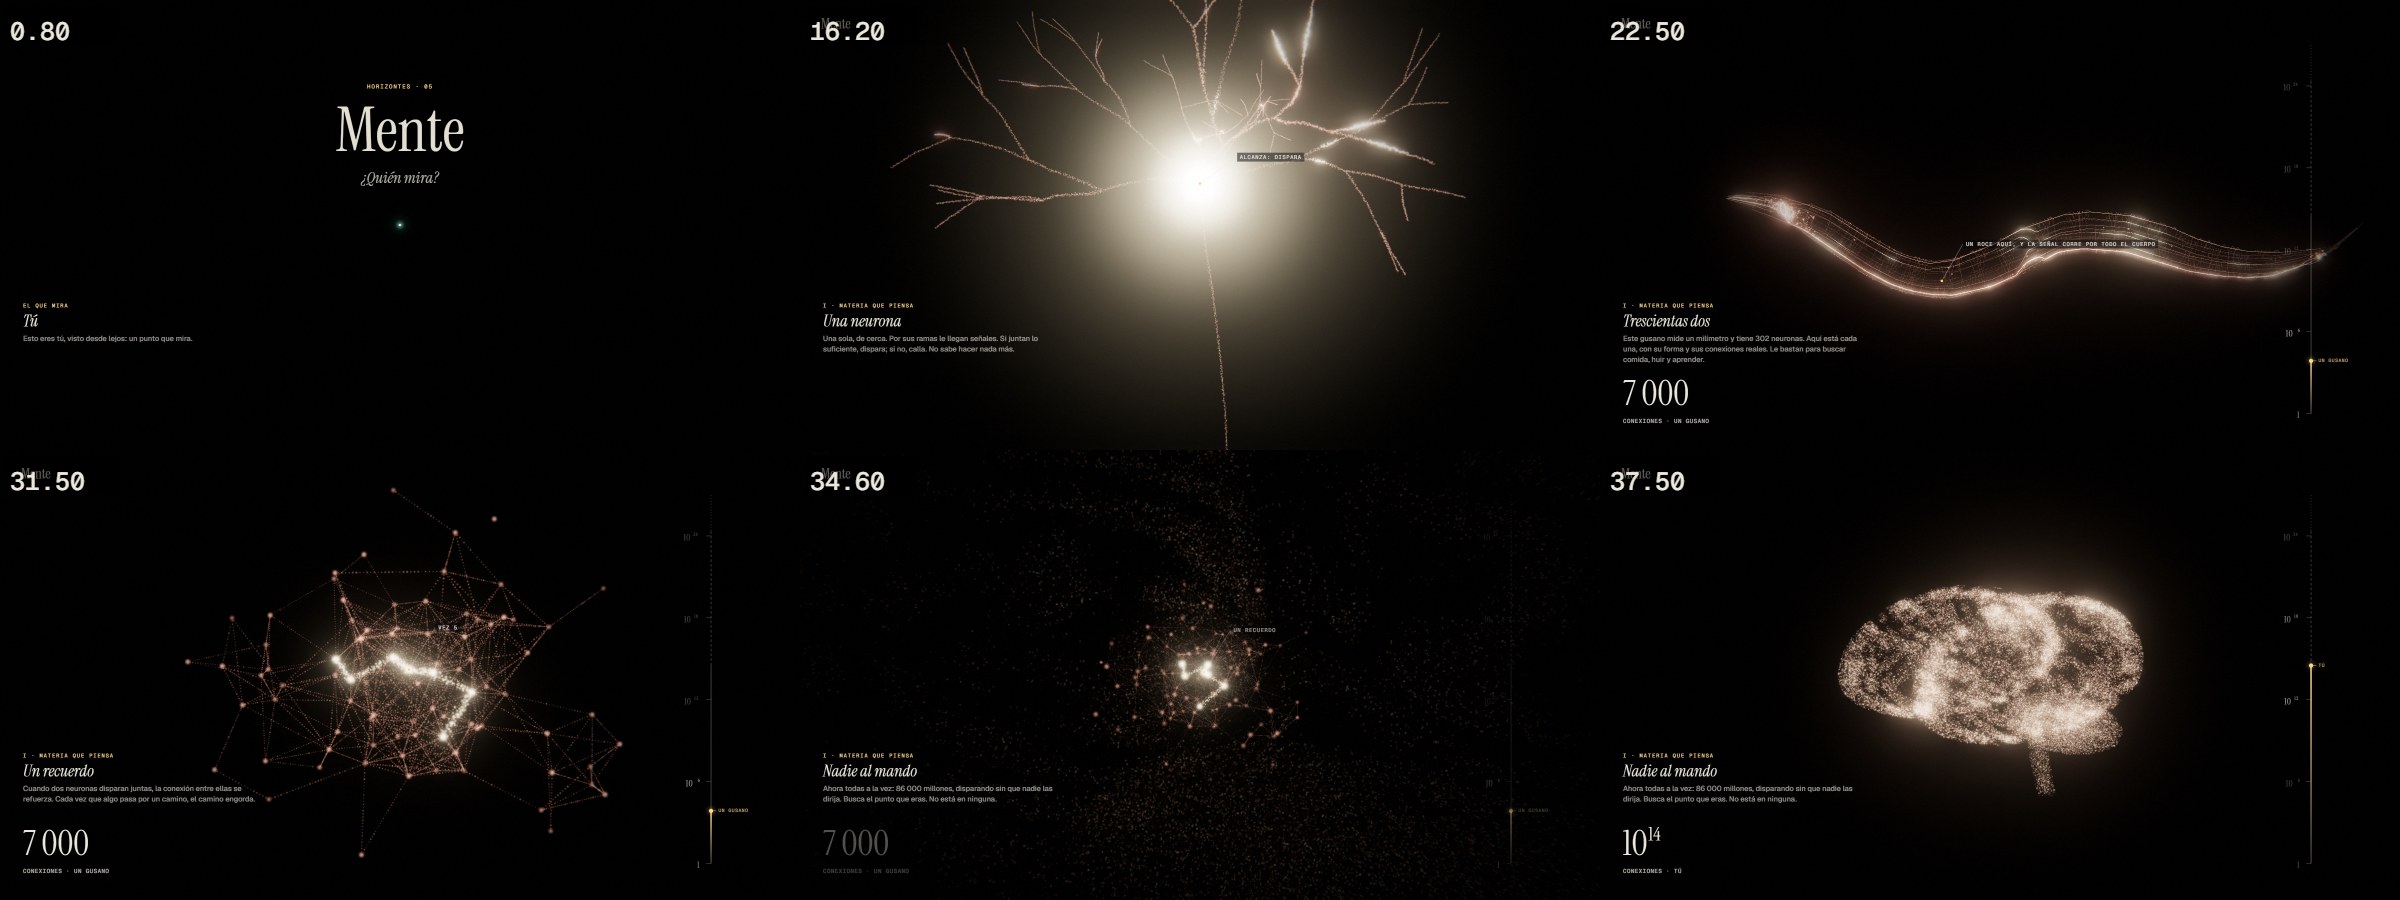 0.80
HORIZONTES · 05
Mente
¿Quién mira?
EL QUE MIRA
Tú
Esto eres tú, visto desde lejos: un punto que mira.
16.20
ALCANZA: DISPARA
I · MATERIA QUE PIENSA
Una neurona
Una sola, de cerca. Por sus ramas le llegan señales. Si juntan lo
suficiente, dispara; si no, calla. No sabe hacer nada más.
22.50
UN ROCE AQUÍ, Y LA SEÑAL CORRE POR TODO EL CUERPO
I · MATERIA QUE PIENSA
Trescientas dos
Este gusano mide un milímetro y tiene 302 neuronas. Aquí está cada
una, con su forma y sus conexiones reales. Le bastan para buscar
comida, huir y aprender.
UN GUSANO
7 000
CONEXIONES · UN GUSANO
1
31.50
VEZ 5
I · MATERIA QUE PIENSA
Un recuerdo
Cuando dos neuronas disparan juntas, la conexión entre ellas se
refuerza. Cada vez que algo pasa por un camino, el camino engorda.
UN GUSANO
7 000
CONEXIONES · UN GUSANO
1
34.60
UN RECUERDO
I · MATERIA QUE PIENSA
Nadie al mando
Ahora todas a la vez: 86 000 millones, disparando sin que nadie las
dirija. Busca el punto que eras. No está en ninguna.
UN GUSANO
7 000
CONEXIONES · UN GUSANO
37.50
TÚ
I · MATERIA QUE PIENSA
Nadie al mando
Ahora todas a la vez: 86 000 millones, disparando sin que nadie las
dirija. Busca el punto que eras. No está en ninguna.
10¹⁴
CONEXIONES · TÚ
1